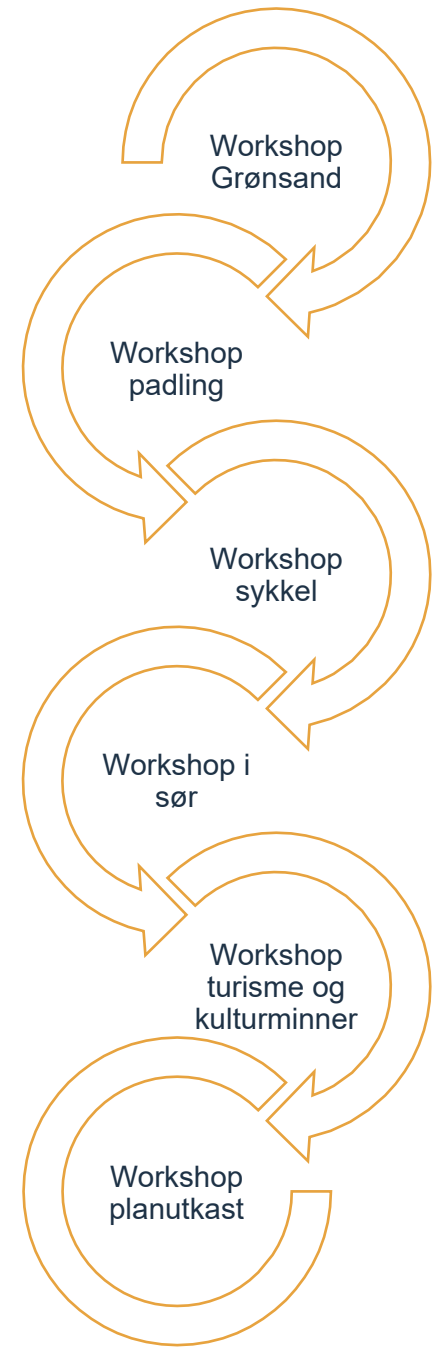 Workshop
Grønsand
Workshop
padling
Workshop
sykkel
Workshop i
sør
Workshop
turisme og
kulturminner
Workshop
planutkast